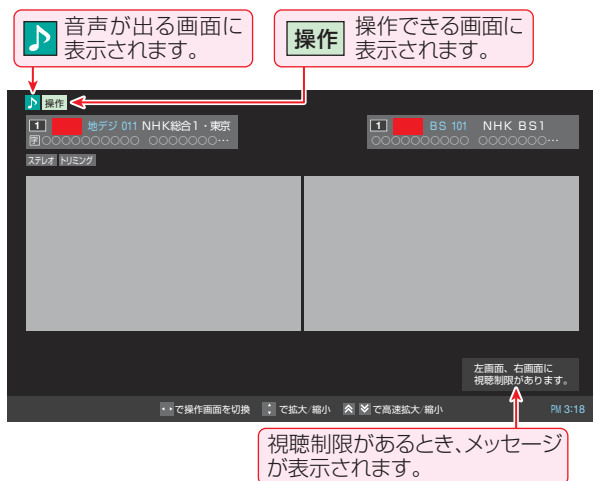 ♪ 音声が出る画面に
表示されます。
操作 操作できる画面に
表示されます。
♪ 操作
1 地デジ 011 NHK総合1・東京
字○○○○○○○○○○ ○○○○○○○…
1 BS 101 NHK BS1
○○○○○○○○○○ ○○○○○○○…
ステレオ トリミング
左画面、右画面に
視聴制限があります。
で操作画面を切換 で拡大/縮小 で高速拡大/縮小 PM 3:18
視聴制限があるとき、メッセージ
が表示されます。